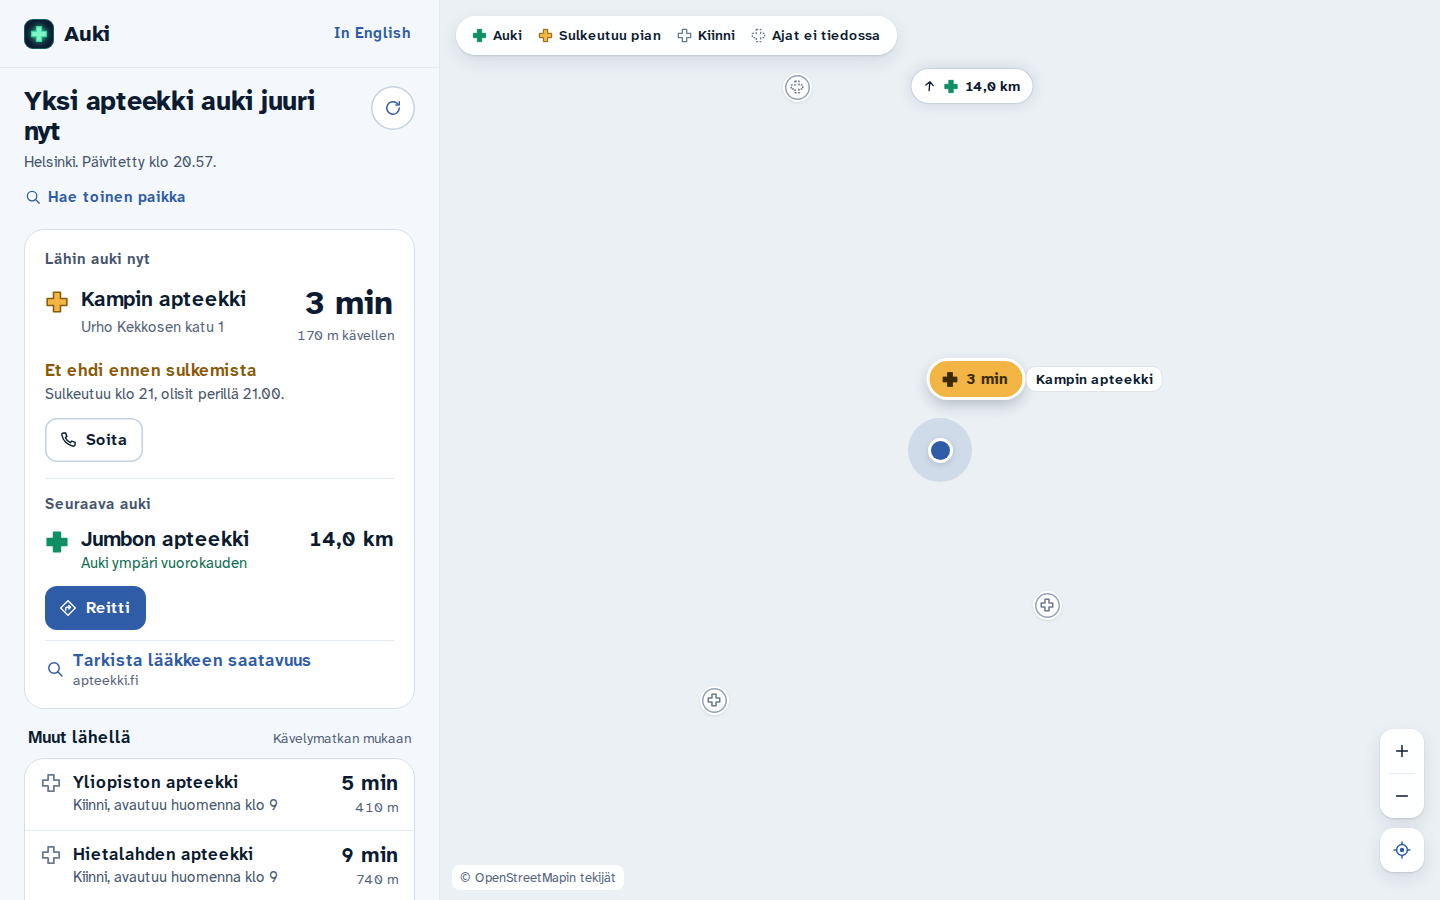 Auki
In English
Yksi apteekki auki juuri
nyt
Helsinki. Päivitetty klo 20.57.
Hae toinen paikka
Lähin auki nyt
Kampin apteekki
3 min
Urho Kekkosen katu 1
170 m kävellen
Et ehdi ennen sulkemista
Sulkeutuu klo 21, olisit perillä 21.00.
Soita
Seuraava auki
Jumbon apteekki
14,0 km
Auki ympäri vuorokauden
Reitti
Tarkista lääkkeen saatavuus
apteekki.fi
Muut lähellä
Kävelymatkan mukaan
Yliopiston apteekki
5 min
Kiinni, avautuu huomenna klo 9
410 m
Hietalahden apteekki
9 min
Kiinni, avautuu huomenna klo 9
740 m
Auki
Sulkeutuu pian
Kiinni
Ajat ei tiedossa
14,0 km
3 min
Kampin apteekki
© OpenStreetMapin tekijät